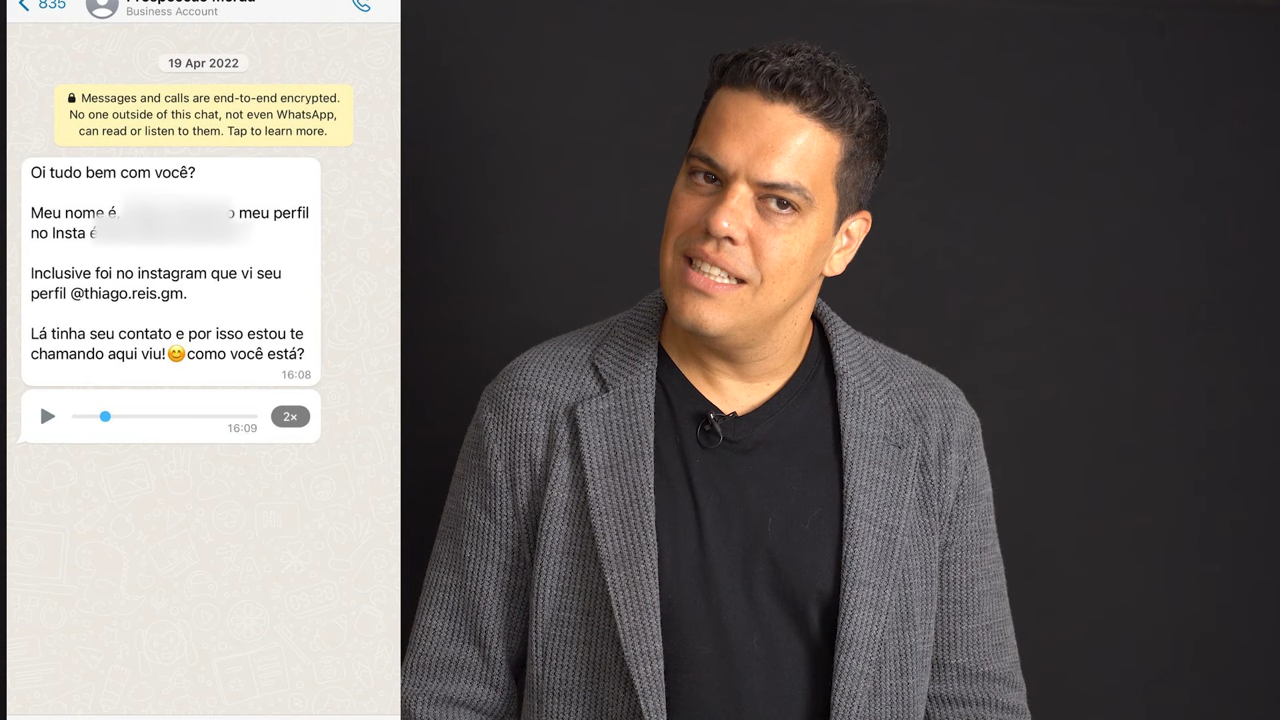 835
Business Account
19 Apr 2022
Messages and calls are end-to-end encrypted.
No one outside of this chat, not even WhatsApp,
can read or listen to them. Tap to learn more.
Oi tudo bem com você?
Meu nome é, o meu perfil
no Insta é
Inclusive foi no instagram que vi seu
perfil @thiago.reis.gm.
Lá tinha seu contato e por isso estou te
chamando aqui viu!😊como você está?
16:08
2×
16:09